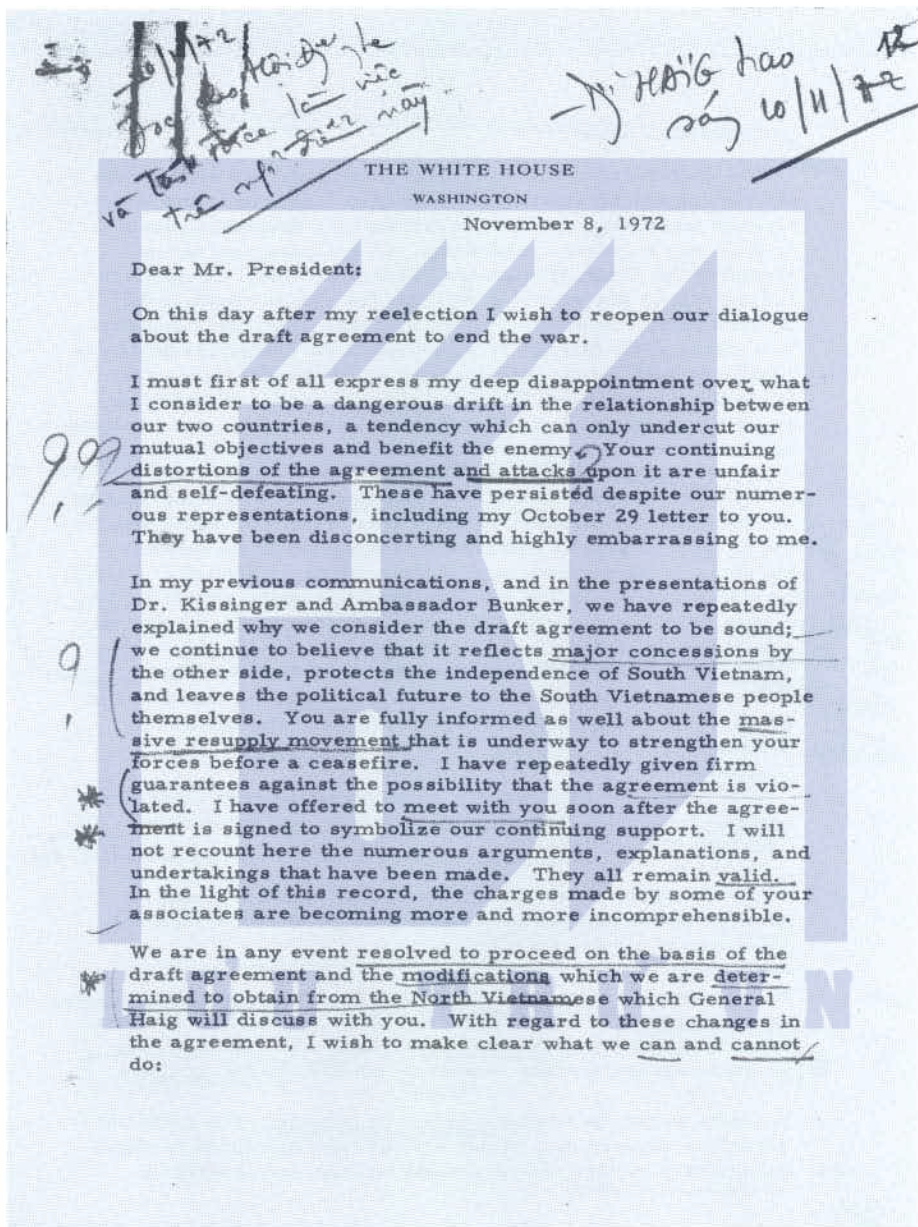 10/11/72
và Task Force làm việc
này
HAIG trao
sáng 10/11/72
THE WHITE HOUSE
WASHINGTON
November 8, 1972
Dear Mr. President:
On this day after my reelection I wish to reopen our dialogue
about the draft agreement to end the war.
I must first of all express my deep disappointment over what
I consider to be a dangerous drift in the relationship between
our two countries, a tendency which can only undercut our
mutual objectives and benefit the enemy. Your continuing
distortions of the agreement and attacks upon it are unfair
and self-defeating. These have persisted despite our numer-
ous representations, including my October 29 letter to you.
They have been disconcerting and highly embarrassing to me.
In my previous communications, and in the presentations of
Dr. Kissinger and Ambassador Bunker, we have repeatedly
explained why we consider the draft agreement to be sound;
we continue to believe that it reflects major concessions by
the other side, protects the independence of South Vietnam,
and leaves the political future to the South Vietnamese people
themselves. You are fully informed as well about the mas-
sive resupply movement that is underway to strengthen your
forces before a ceasefire. I have repeatedly given firm
guarantees against the possibility that the agreement is vio-
lated. I have offered to meet with you soon after the agree-
ment is signed to symbolize our continuing support. I will
not recount here the numerous arguments, explanations, and
undertakings that have been made. They all remain valid.
In the light of this record, the charges made by some of your
associates are becoming more and more incomprehensible.
We are in any event resolved to proceed on the basis of the
draft agreement and the modifications which we are deter-
mined to obtain from the North Vietnamese which General
Haig will discuss with you. With regard to these changes in
the agreement, I wish to make clear what we can and cannot
do: